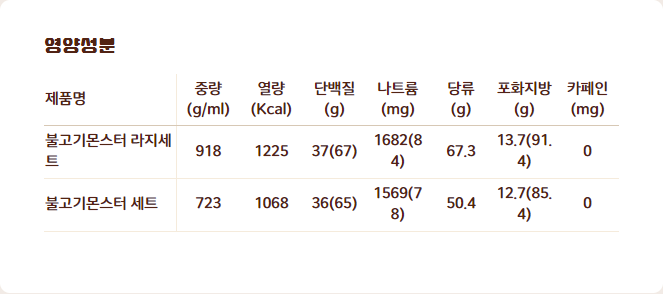 영양성분
제품명 중량 (g/ml) 열량 (Kcal) 단백질 (g) 나트륨 (mg) 당류 (g) 포화지방 (g) 카페인 (mg)
불고기몬스터 라지세트 918 1225 37(67) 1682(84) 67.3 13.7(91.4) 0
불고기몬스터 세트 723 1068 36(65) 1569(78) 50.4 12.7(85.4) 0